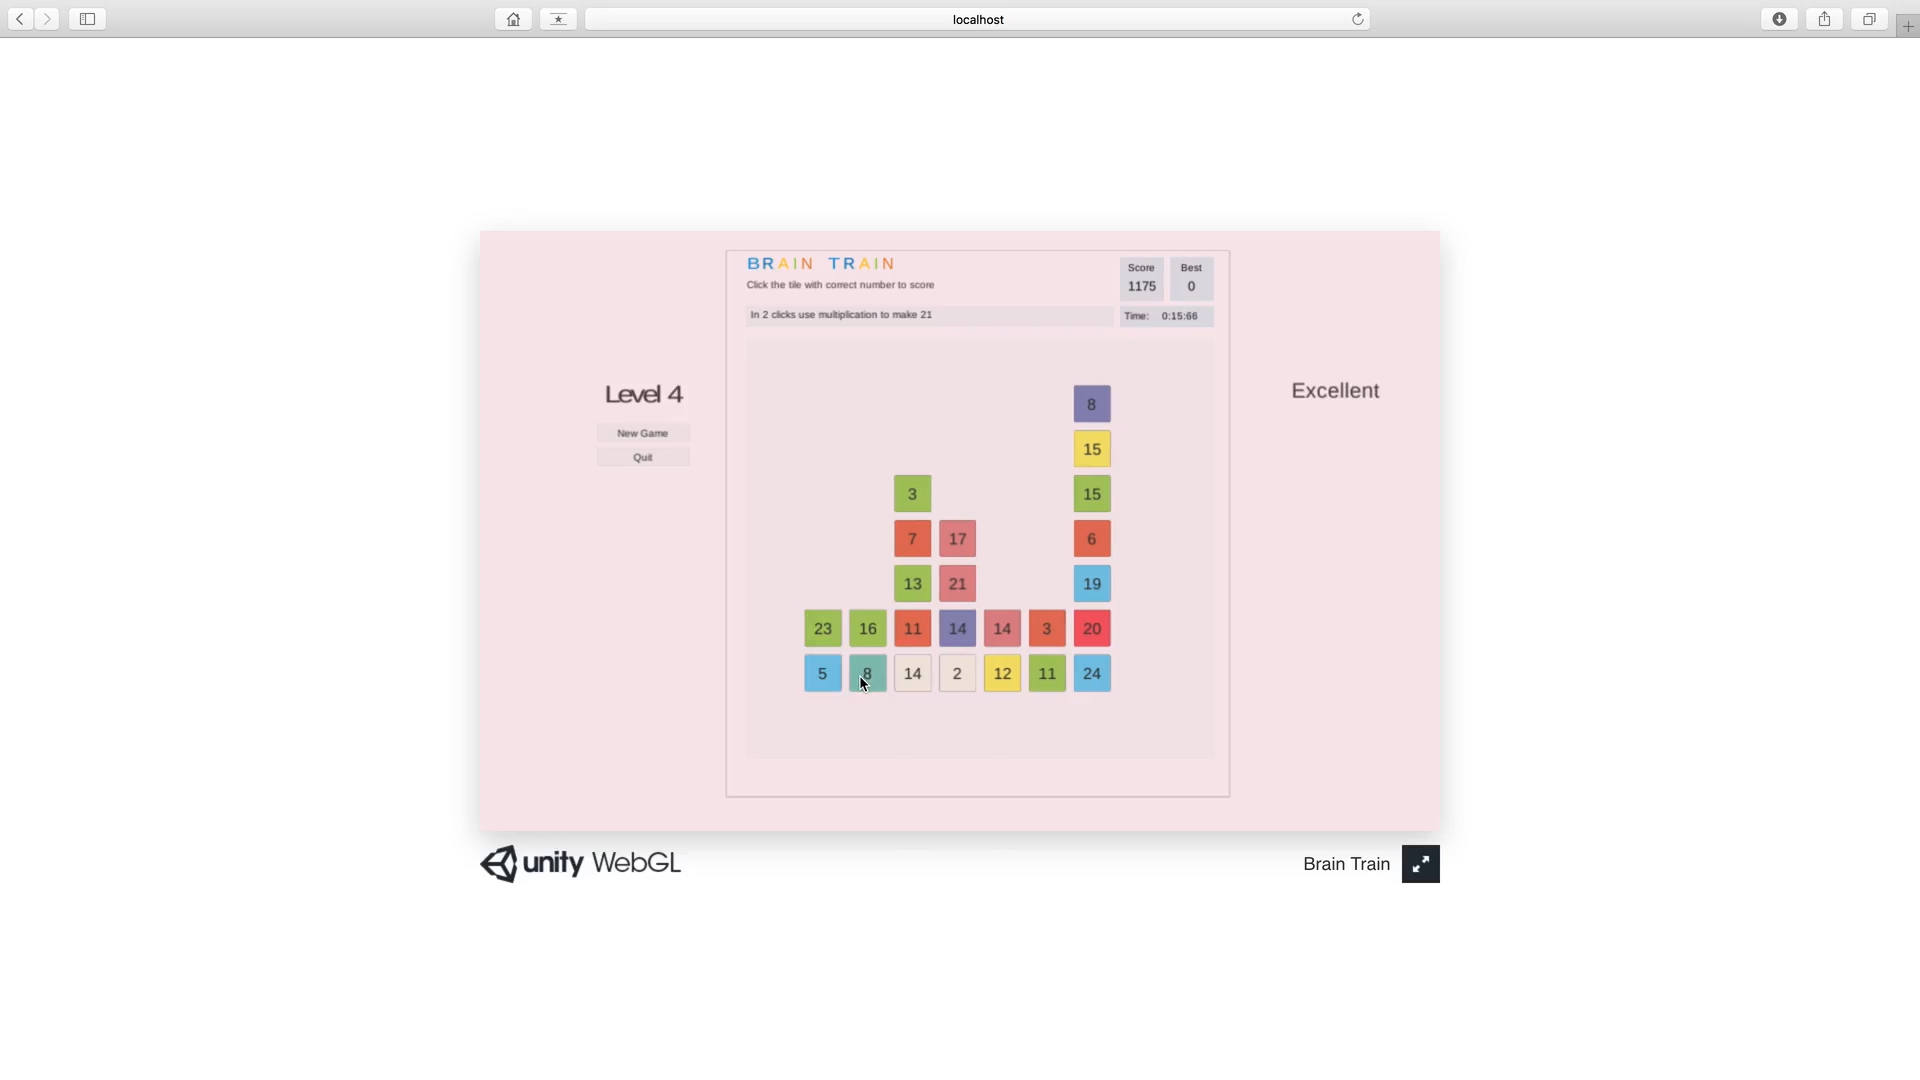 localhost
BRAIN TRAIN
Click the tile with correct number to score
Score
1175
Best
0
In 2 clicks use multiplication to make 21
Time: 0:15:66
Level 4
New Game
Quit
Excellent
8
15
3 15
7 17 6
13 21 19
23 16 11 14 14 3 20
5 8 14 2 12 11 24
unity WebGL
Brain Train